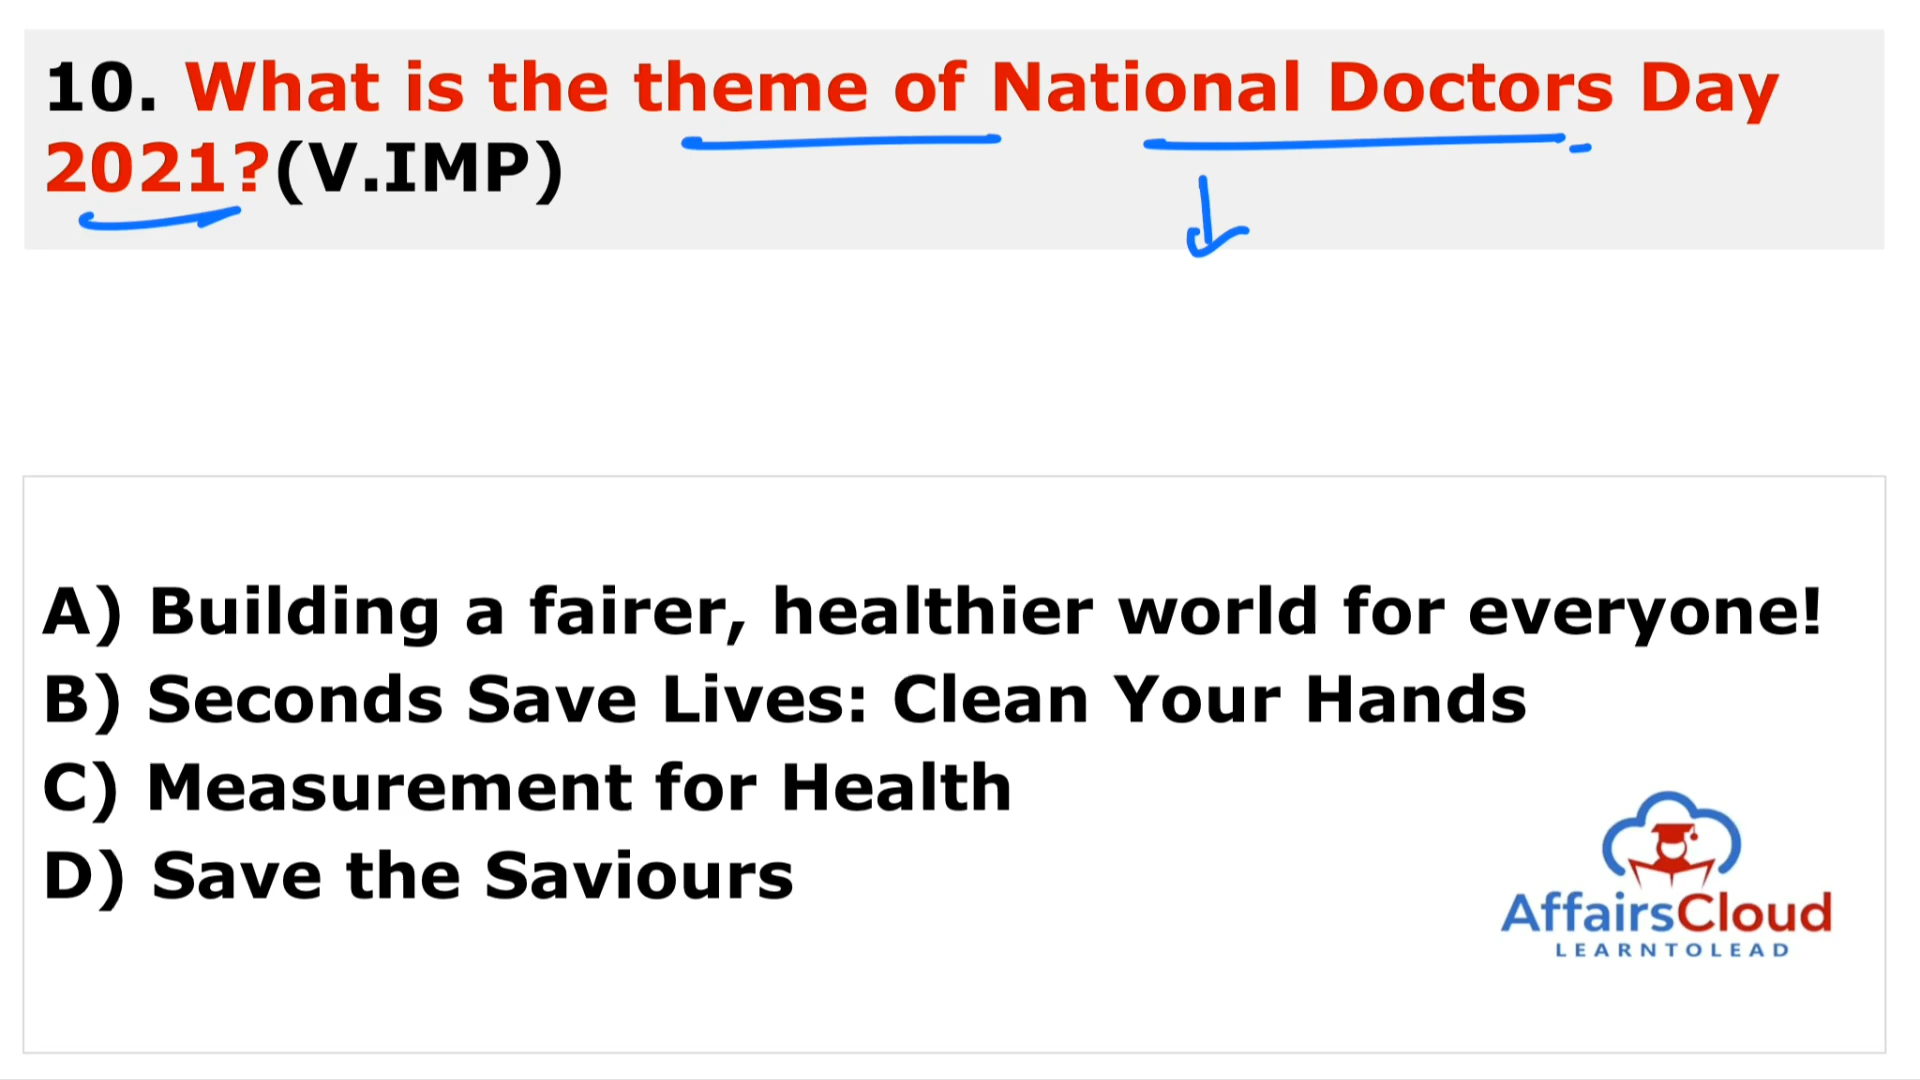 10. What is the theme of National Doctors Day
2021?(V.IMP)
A) Building a fairer, healthier world for everyone!
B) Seconds Save Lives: Clean Your Hands
C) Measurement for Health
D) Save the Saviours
AffairsCloud
LEARNTOLEAD